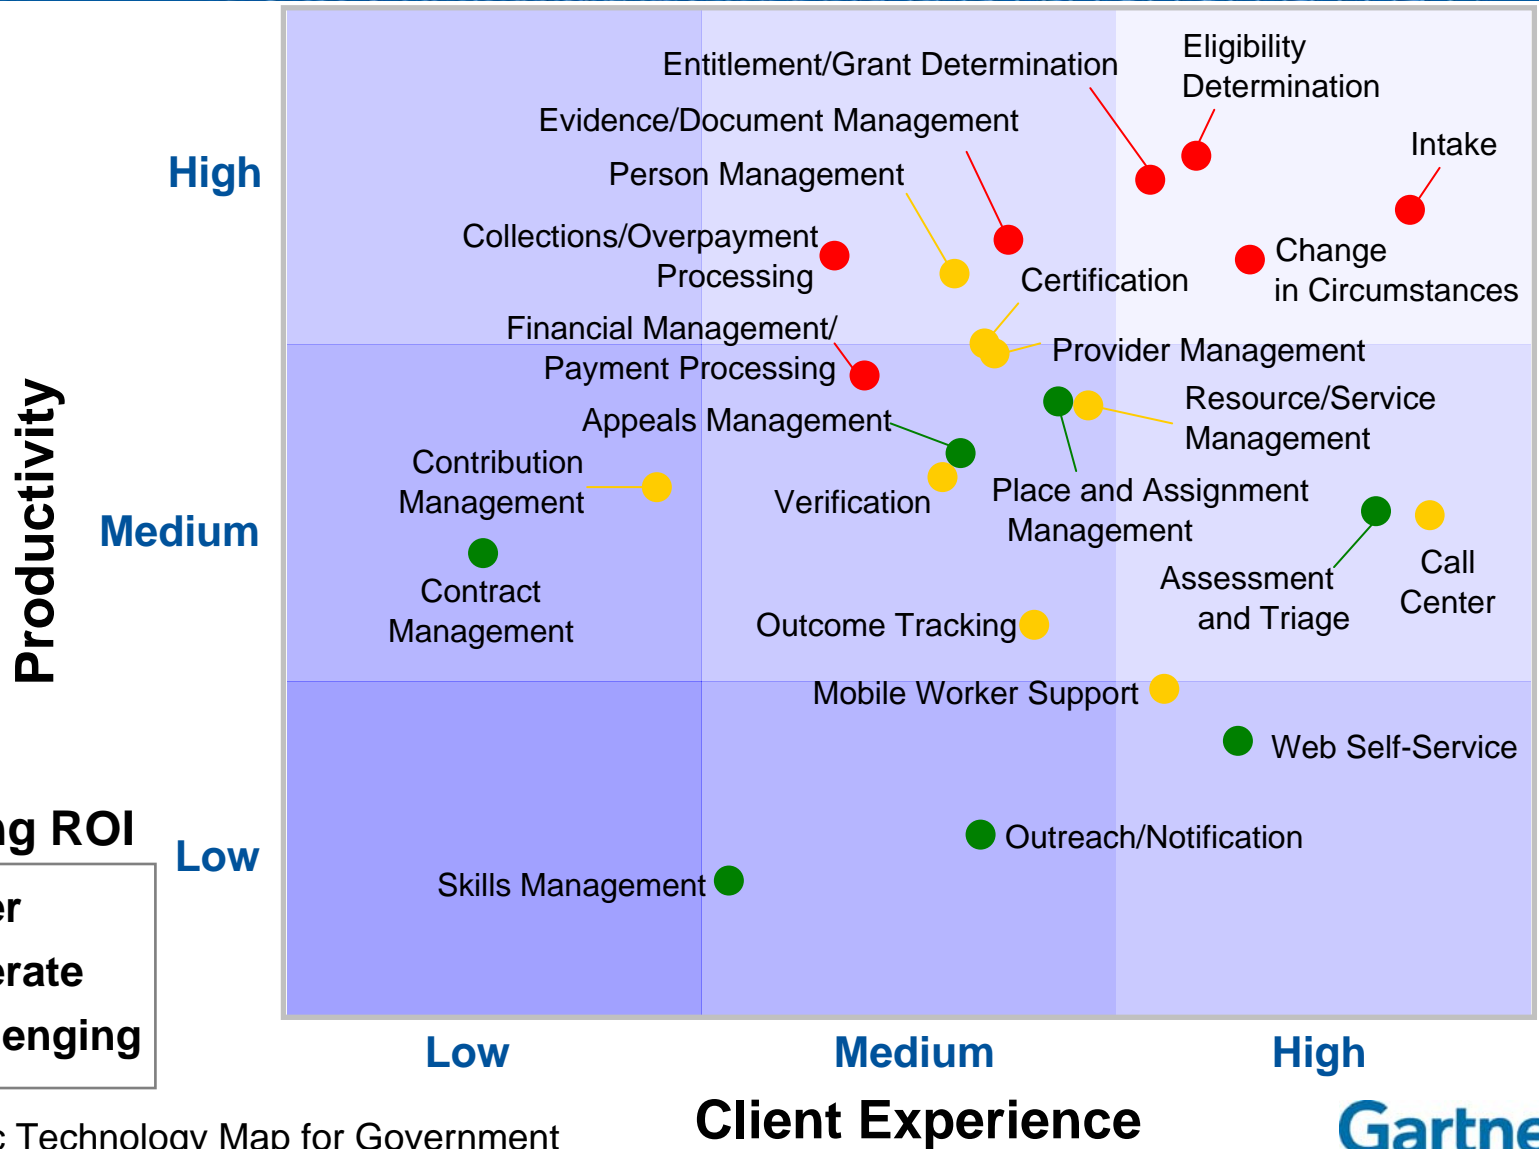 Entitlement/Grant Determination
Eligibility
Determination
Evidence/Document Management
Intake
Person Management
High
Collections/Overpayment
Processing
Change
in Circumstances
Certification
Financial Management/
Payment Processing
Provider Management
Resource/Service
Management
Appeals Management
Contribution
Management
Verification
Place and Assignment
Management
Productivity
Medium
Contract
Management
Assessment
and Triage
Call
Center
Outcome Tracking
Mobile Worker Support
Web Self-Service
ROI
Low
Outreach/Notification
Skills Management
enging
Low
Medium
High
Client Experience
Technology Map for Government
Gartne